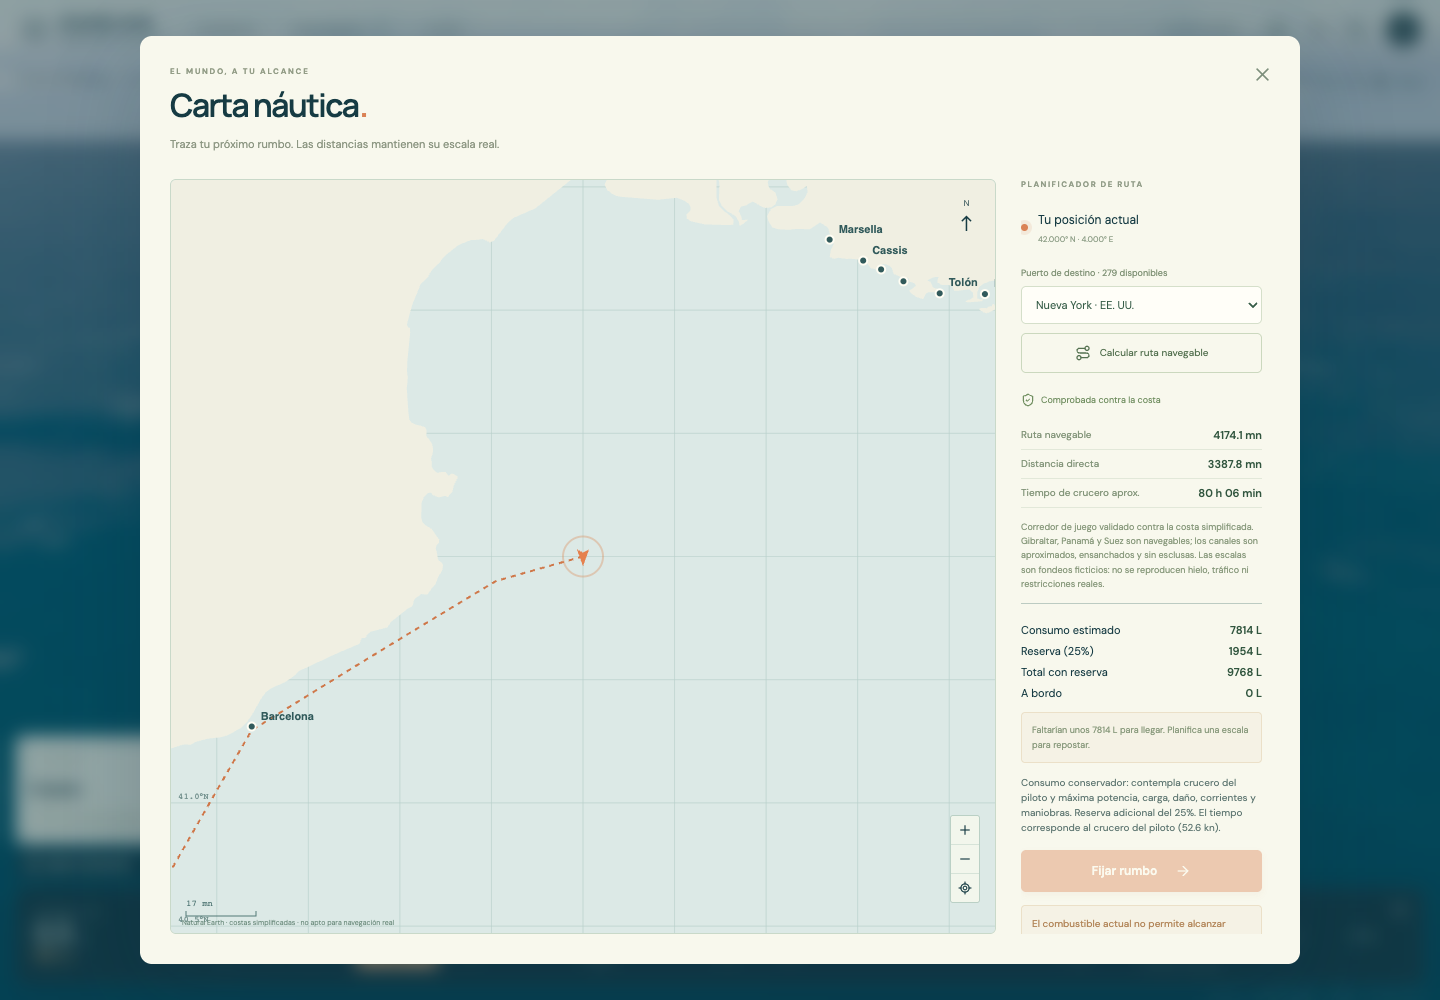 EL MUNDO, A TU ALCANCE
Carta náutica.
Traza tu próximo rumbo. Las distancias mantienen su escala real.
N
Marsella
Cassis
Tolón
Barcelona
41.0°N
17 mn
40.5°N
Natural Earth · costas simplificadas · no apto para navegación real
PLANIFICADOR DE RUTA
Tu posición actual
42.000° N · 4.000° E
Puerto de destino · 279 disponibles
Nueva York · EE. UU.
Calcular ruta navegable
Comprobada contra la costa
Ruta navegable 4174.1 mn
Distancia directa 3387.8 mn
Tiempo de crucero aprox. 80 h 06 min
Corredor de juego validado contra la costa simplificada.
Gibraltar, Panamá y Suez son navegables; los canales son
aproximados, ensanchados y sin esclusas. Las escalas
son fondeos ficticios: no se reproducen hielo, tráfico ni
restricciones reales.
Consumo estimado 7814 L
Reserva (25%) 1954 L
Total con reserva 9768 L
A bordo 0 L
Faltarían unos 7814 L para llegar. Planifica una escala
para repostar.
Consumo conservador: contempla crucero del
piloto y máxima potencia, carga, daño, corrientes y
maniobras. Reserva adicional del 25%. El tiempo
corresponde al crucero del piloto (52.6 kn).
Fijar rumbo
El combustible actual no permite alcanzar